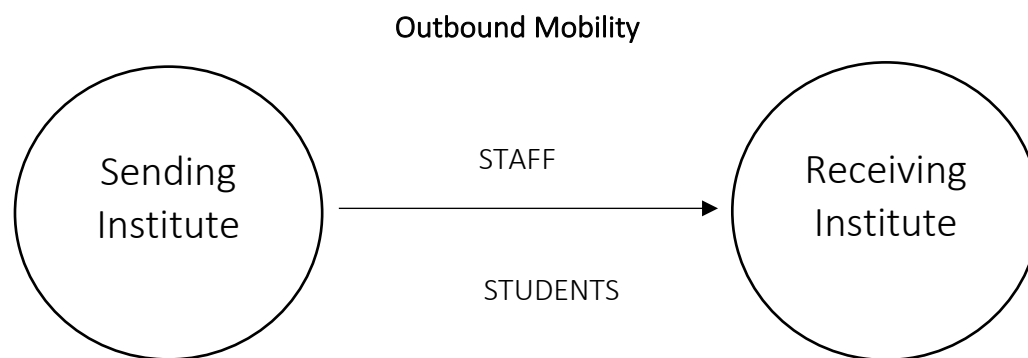 Outbound Mobility
Sending
Institute
STAFF
STUDENTS
Receiving
Institute